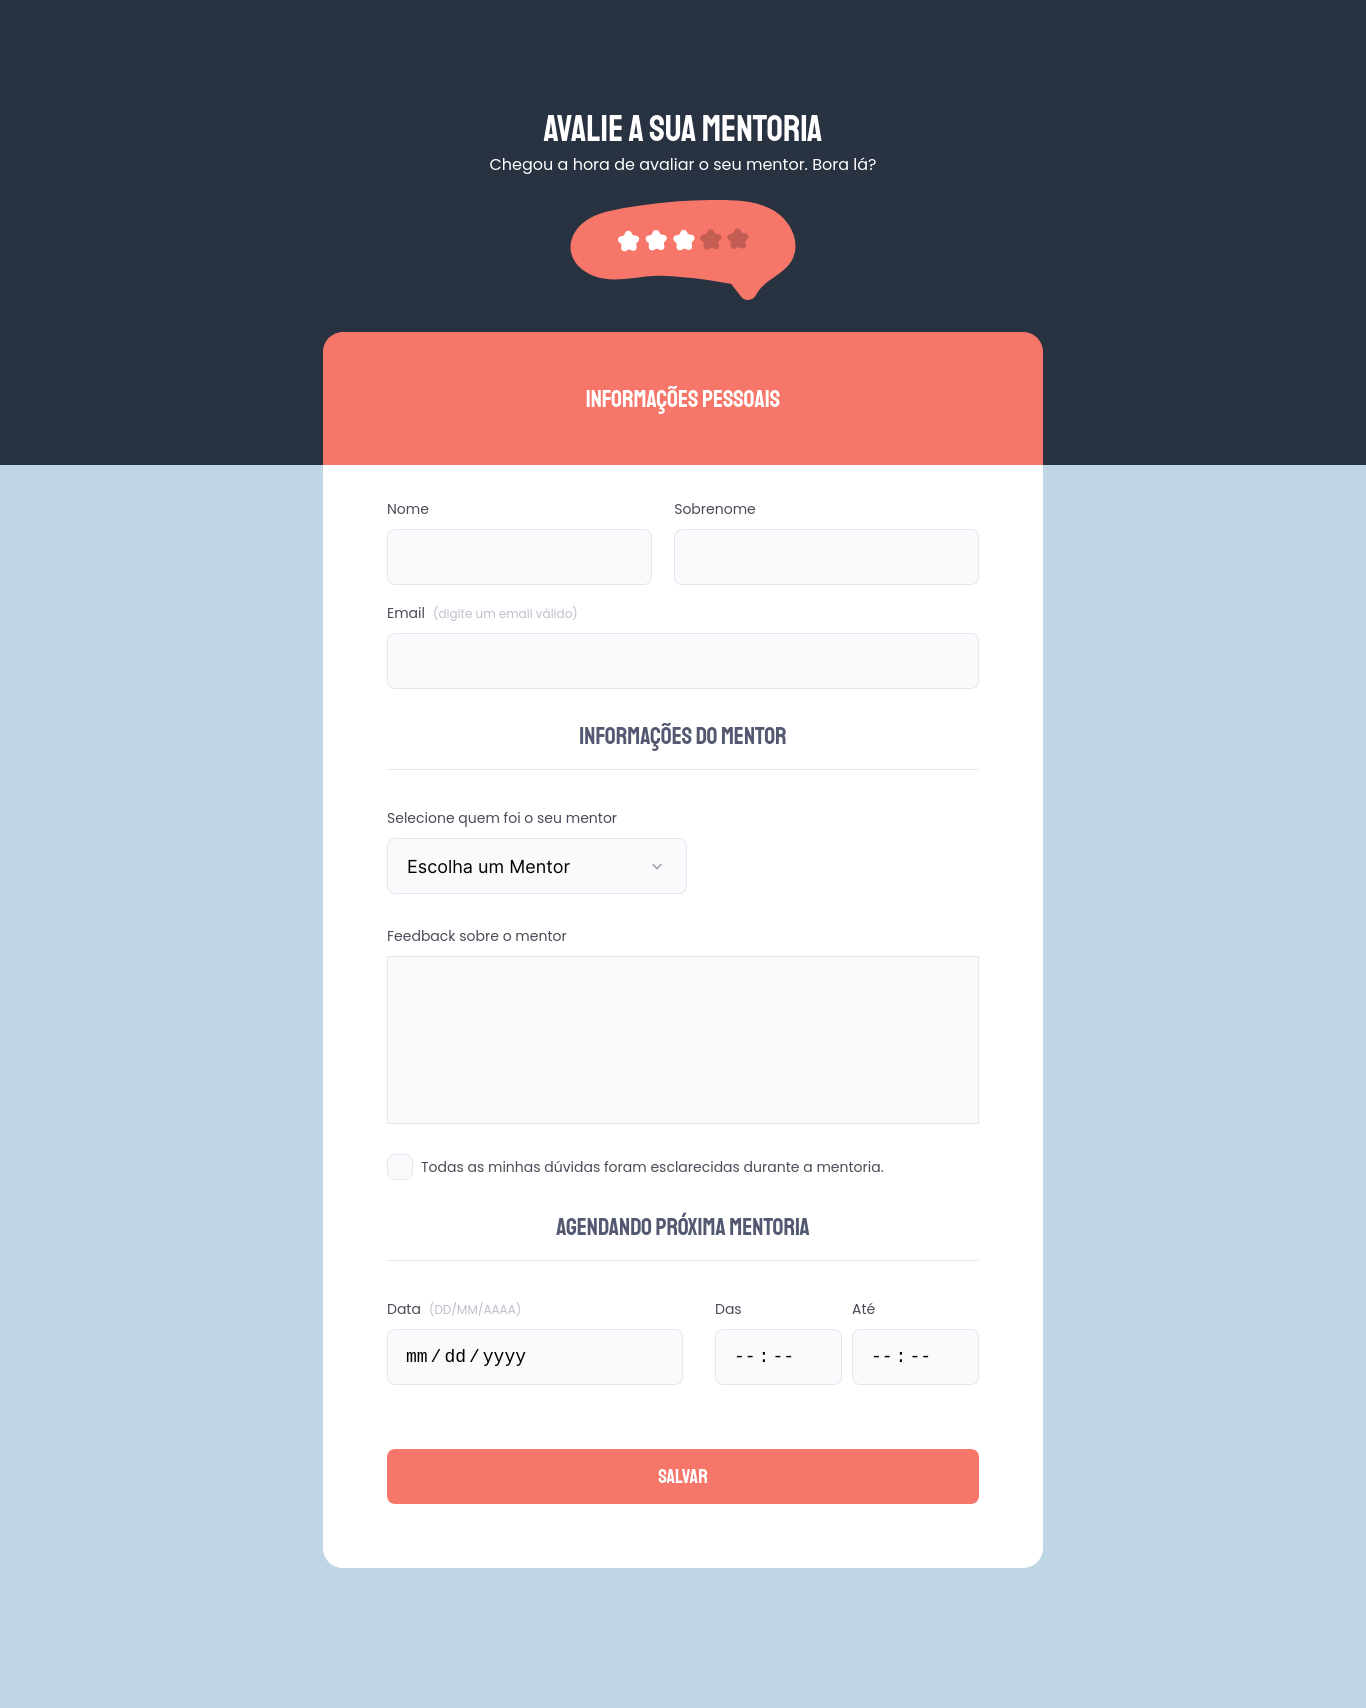 AVALIE A SUA MENTORIA
Chegou a hora de avaliar o seu mentor. Bora lá?
INFORMAÇÕES PESSOAIS
Nome Sobrenome
Email (digite um email válido)
INFORMAÇÕES DO MENTOR
Selecione quem foi o seu mentor
Escolha um Mentor
Feedback sobre o mentor
Todas as minhas dúvidas foram esclarecidas durante a mentoria.
AGENDANDO PRÓXIMA MENTORIA
Data (DD/MM/AAAA) Das Até
mm/dd/yyyy --:-- --:--
SALVAR